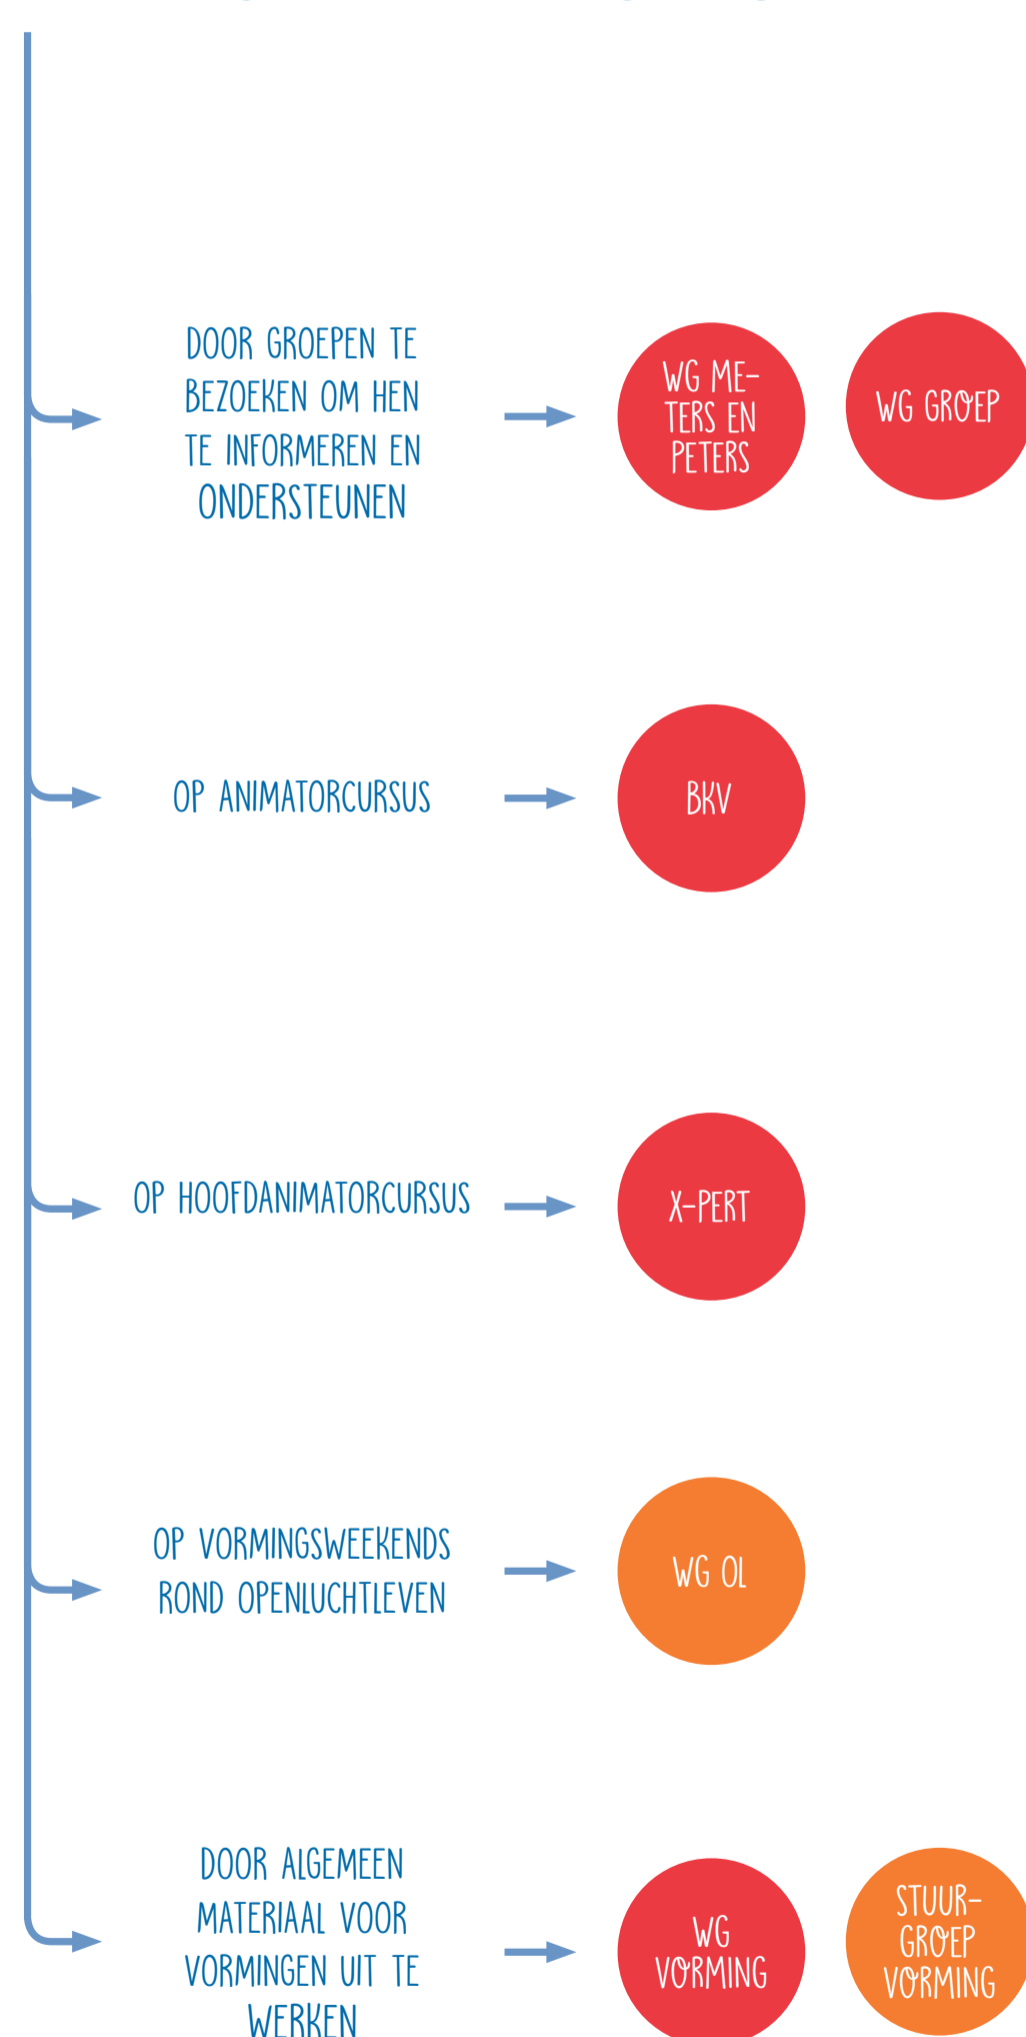 DOOR GROEPEN TE
BEZOEKEN OM HEN
TE INFORMEREN EN
ONDERSTEUNEN
WG ME-
TERS EN
PETERS
WG GROEP
OP ANIMATORCURSUS
BKV
OP HOOFDANIMATORCURSUS
X-PERT
OP VORMINGSWEEKENDS
ROND OPENLUCHTLEVEN
WG OL
DOOR ALGEMEEN
MATERIAAL VOOR
VORMINGEN UIT TE
WERKEN
WG
VORMING
STUUR-
GROEP
VORMING